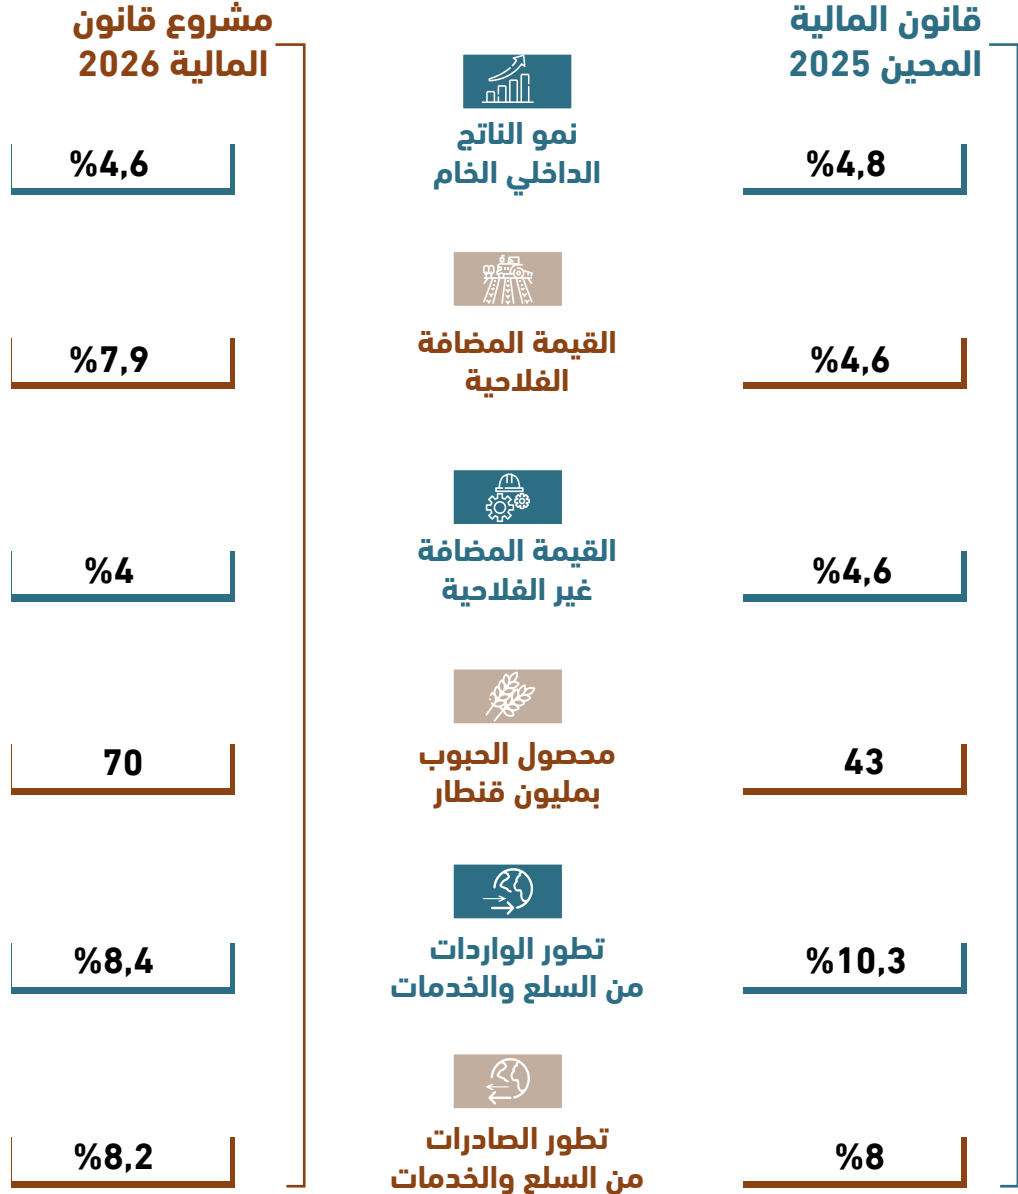 قانون المالية
المحين 2025
مشروع قانون
المالية 2026
نمو الناتج
الداخلي الخام
%4,8
%4,6
القيمة المضافة
الفلاحية
%4,6
%7,9
القيمة المضافة
غير الفلاحية
%4,6
%4
محصول الحبوب
بمليون قنطار
43
70
تطور الواردات
من السلع والخدمات
%10,3
%8,4
تطور الصادرات
من السلع والخدمات
%8
%8,2